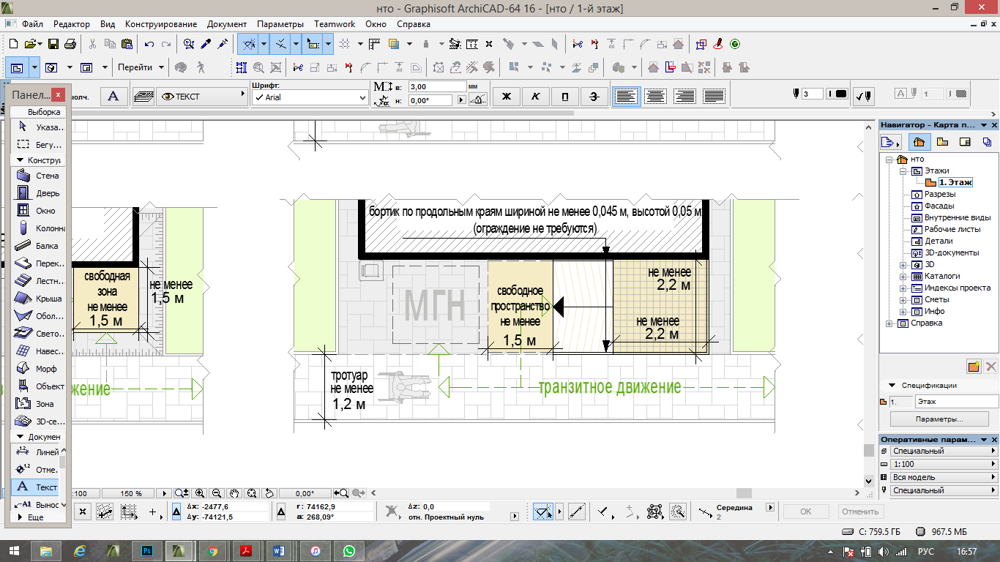 нто - Graphisoft ArchiCAD-64 16 - [нто / 1-й этаж]
Файл Редактор Вид Конструирование Документ Параметры Teamwork Окно Справка
Перейти
Панел...
молч.
ТЕКСТ
Шрифт:
Arial
в: 3,00 мм
н: 0,00°
Ж К П З
3
1
Выборка
Указа...
Бегу...
Констру
Стена
Дверь
Окно
Колонна
Балка
Перек...
Лестн...
Крыша
Обол...
Свето...
Навес...
Морф
Объект
Зона
3D-се...
Докумен
Линей
Отме.
Текст
Вынос
Еще
свободная
зона
не менее
1,5 м
не менее
1,5 м
бортик по продольным краям шириной не менее 0,045 м, высотой 0,05 м
(ограждение не требуются)
МГН
свободное
пространство
не менее
1,5 м
не менее
2,2 м
не менее
2,2 м
тротуар
не менее
1,2 м
транзитное движение
движение
Навигатор - Карта п...
нто
Этажи
1. Этаж
Разрезы
Фасады
Внутренние виды
Рабочие листы
Детали
3D-документы
3D
Каталоги
Индексы проекта
Сметы
Инфо
Справка
Спецификации
1. Этаж
Параметры...
Оперативные парам...
Специальный
1:100
Вся модель
Специальный
:100 150 % 0,00°
Δx: -2477,6
Δy: -74121,5
r: 74162,9
a: 268,09°
Δz: 0,0
отн. Проектный нуль
Середина
2
ОК Отменить
C: 759.5 ГБ 967.5 МБ
РУС 16:57